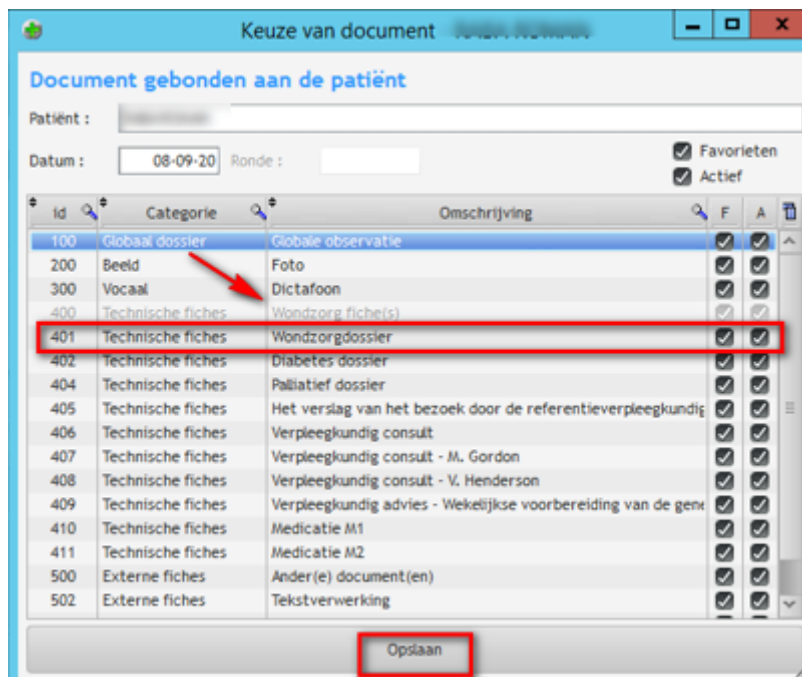 Keuze van document -
Document gebonden aan de patiënt
Patiënt :
Datum : 08-09-20 Ronde : Favorieten
Actief
id Categorie Omschrijving F A
100 Globaal dossier Globale observatie
200 Beeld Foto
300 Vocaal Dictafoon
400 Technische fiches Wondzorg fiche(s)
401 Technische fiches Wondzorgdossier
402 Technische fiches Diabetes dossier
404 Technische fiches Palliatief dossier
405 Technische fiches Het verslag van het bezoek door de referentieverpleegkundig
406 Technische fiches Verpleegkundig consult
407 Technische fiches Verpleegkundig consult - M. Gordon
408 Technische fiches Verpleegkundig consult - V. Henderson
409 Technische fiches Verpleegkundig advies - Wekelijkse voorbereiding van de gene
410 Technische fiches Medicatie M1
411 Technische fiches Medicatie M2
500 Externe fiches Ander(e) document(en)
502 Externe fiches Tekstverwerking
Opslaan